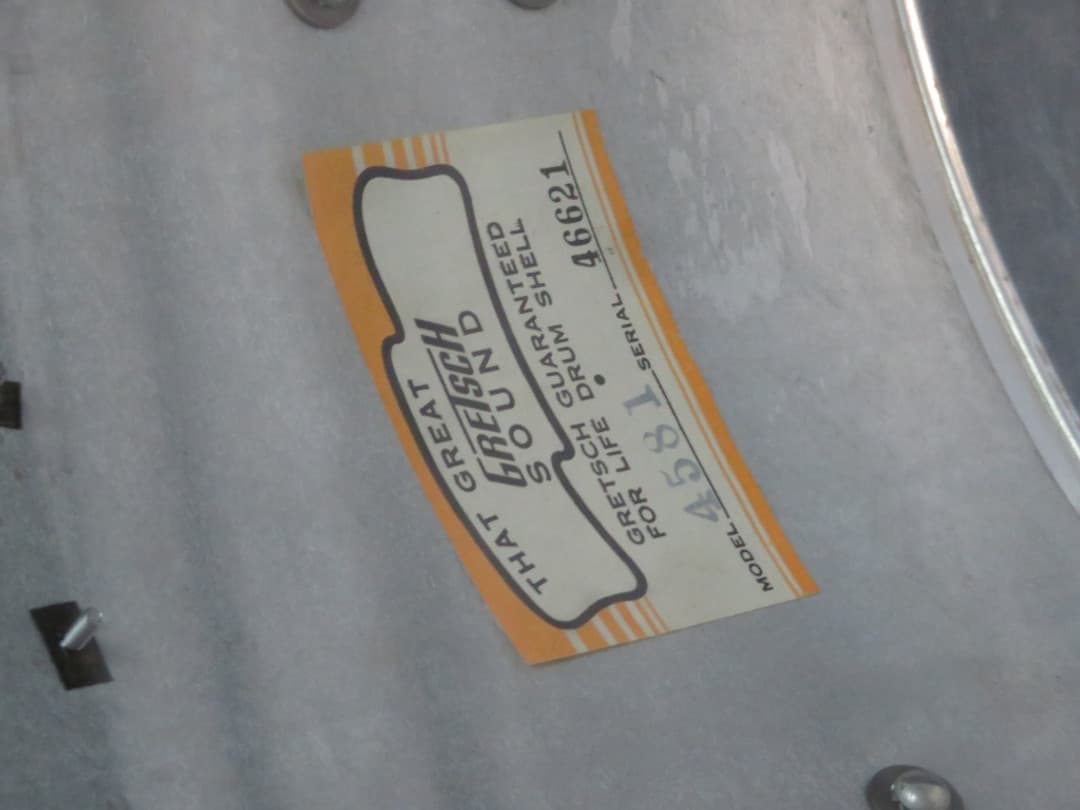 THAT GREAT
GRETSCH
SOUND
GRETSCH GUARANTEED
FOR LIFE DRUM SHELL
MODEL 4581 SERIAL 46621